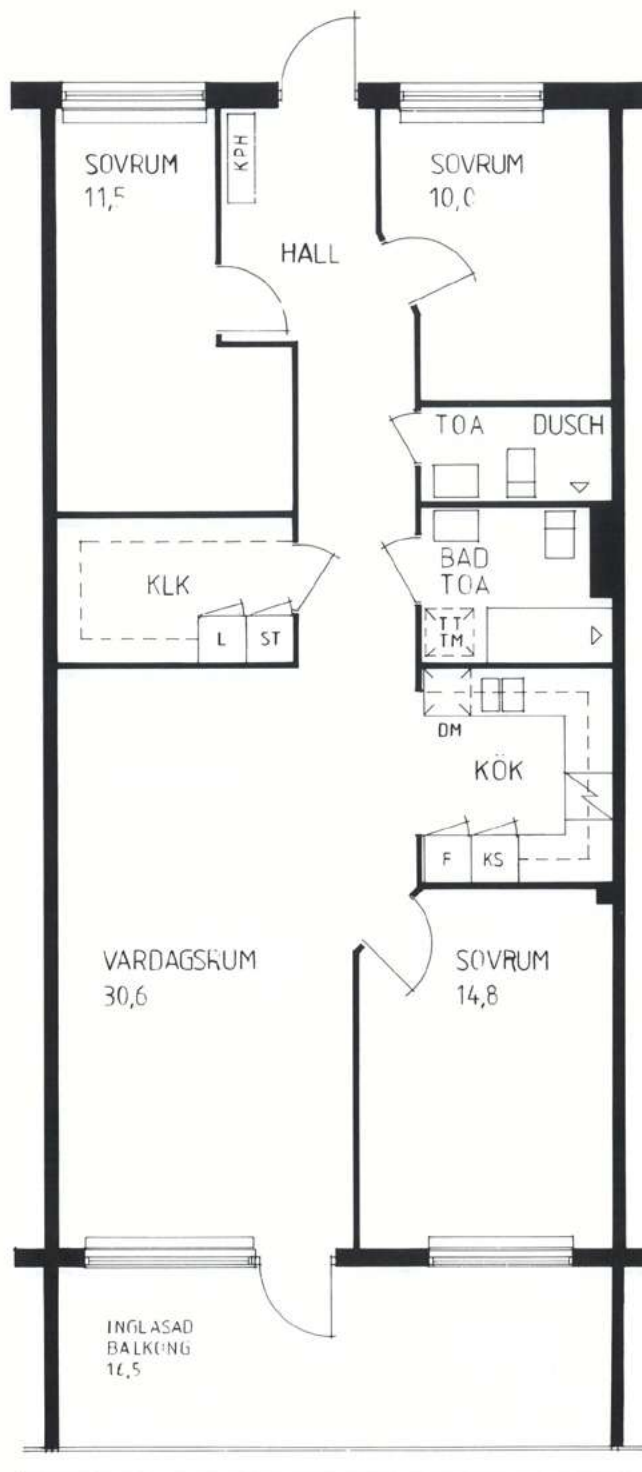 SOVRUM
11,5
KPH
SOVRUM
10,0
HALL
TOA DUSCH
KLK
L ST
BAD
TOA
TT
TM
DM
KÖK
F KS
VARDAGSRUM
30,6
SOVRUM
14,8
INGLASAD
BALKONG